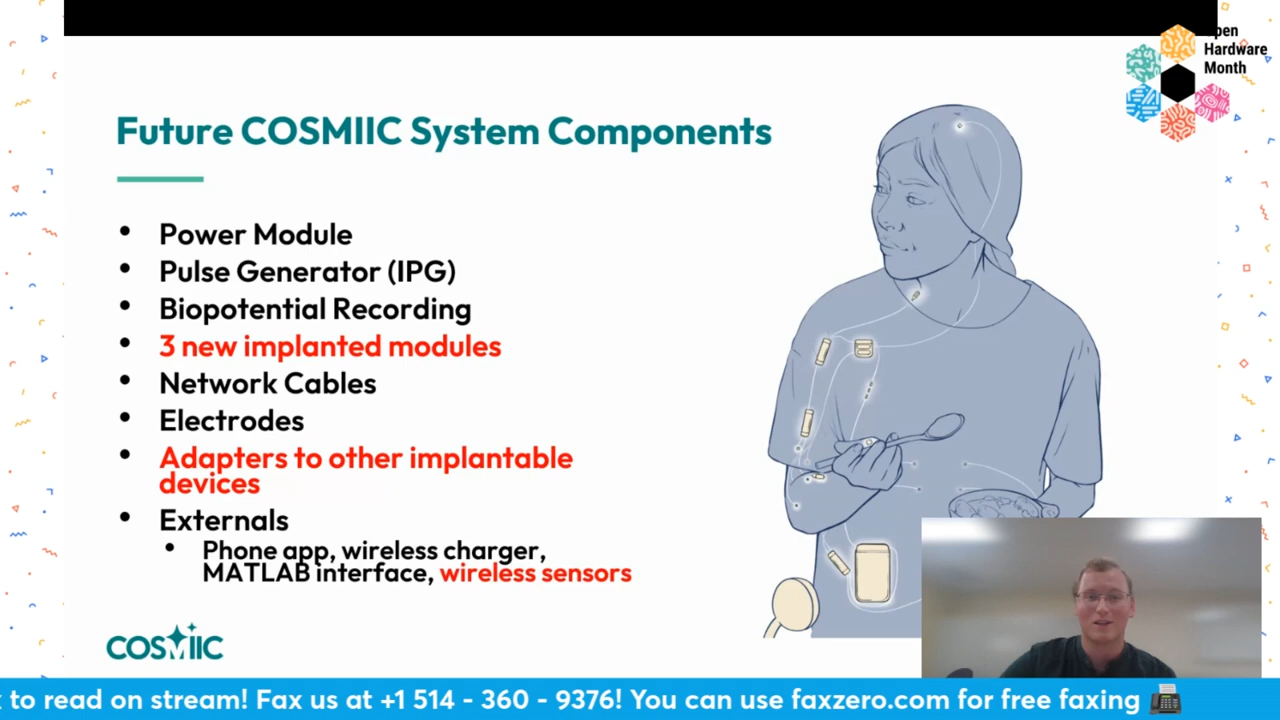 Open
Hardware
Month
Future COSMIIC System Components
• Power Module
• Pulse Generator (IPG)
• Biopotential Recording
• 3 new implanted modules
• Network Cables
• Electrodes
• Adapters to other implantable
devices
• Externals
• Phone app, wireless charger,
MATLAB interface, wireless sensors
COSMIIC
to read on stream! Fax us at +1 514 - 360 - 9376! You can use faxzero.com for free faxing